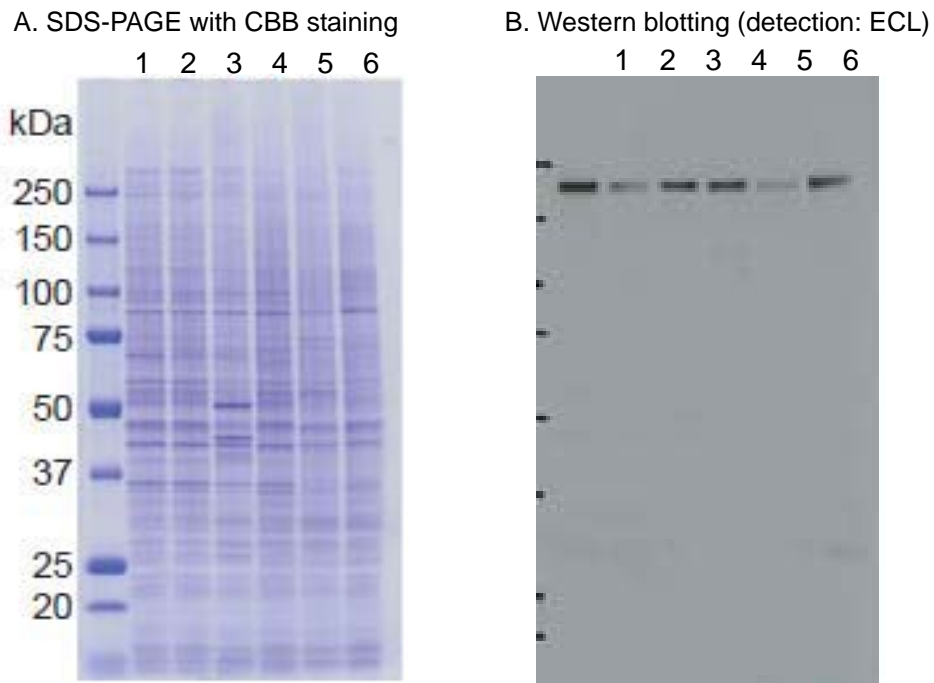 A. SDS-PAGE with CBB staining
1 2 3 4 5 6
kDa
250
150
100
75
50
37
25
20
B. Western blotting (detection: ECL)
1 2 3 4 5 6